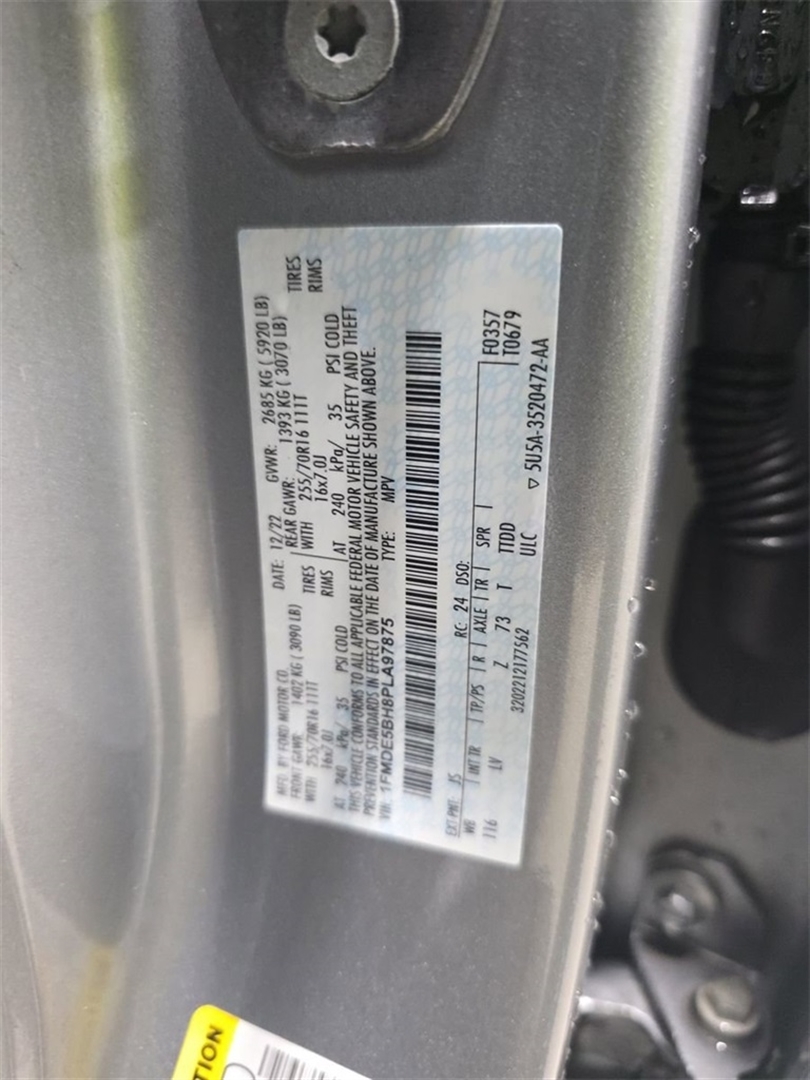 MFD. BY FORD MOTOR CO.
DATE: 12/22 GVWR: 2685 KG ( 5920 LB)
FRONT GAWR: 1402 KG ( 3090 LB) REAR GAWR: 1393 KG ( 3070 LB)
WITH 255/70R16 111T TIRES WITH 255/70R16 111T TIRES
16x7.0J RIMS 16x7.0J RIMS
AT 240 kPa/ 35 PSI COLD AT 240 kPa/ 35 PSI COLD
THIS VEHICLE CONFORMS TO ALL APPLICABLE FEDERAL MOTOR VEHICLE SAFETY AND THEFT
PREVENTION STANDARDS IN EFFECT ON THE DATE OF MANUFACTURE SHOWN ABOVE.
VIN: 1FMDE5BH8PLA97875 TYPE: MPV
EXT PNT: JS RC: 24 DSO:
WB INT TR TP/PS R AXLE TR SPR F0357
116 LV Z 73 T TTDD T0679
3202212177562 ULC
▽ 5U5A-3520472-AA
TION